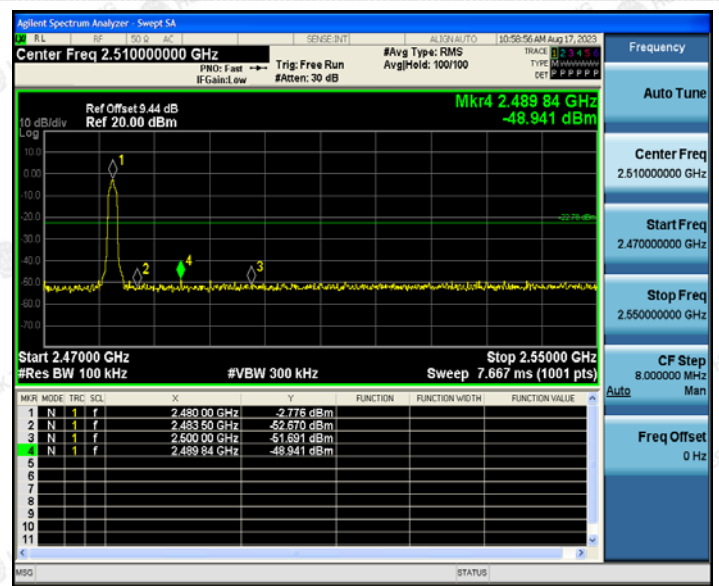 Agilent Spectrum Analyzer - Swept SA
RL RF 50 Ω AC SENSE:INT ALIGN AUTO 10:58:56 AM Aug 17, 2023
Center Freq 2.510000000 GHz
PNO: Fast
IFGain:Low
Trig: Free Run
#Atten: 30 dB
#Avg Type: RMS
Avg|Hold: 100/100
TRACE 1 2 3 4 5 6
TYPE M
DET P P P P P P
Frequency
Auto Tune
Center Freq
2.510000000 GHz
Start Freq
2.470000000 GHz
Stop Freq
2.550000000 GHz
CF Step
8.000000 MHz
Auto Man
Freq Offset
0 Hz
Mkr4 2.489 84 GHz
-48.941 dBm
Ref Offset 9.44 dB
10 dB/div Ref 20.00 dBm
Log
10.0
0.00
-10.0
-20.0
-30.0
-40.0
-50.0
-60.0
-70.0
1
2
4
3
-22.78 dBm
Start 2.47000 GHz Stop 2.55000 GHz
#Res BW 100 kHz #VBW 300 kHz Sweep 7.667 ms (1001 pts)
MKR MODE TRC SCL X Y FUNCTION FUNCTION WIDTH FUNCTION VALUE
1 N 1 f 2.480 00 GHz -2.776 dBm
2 N 1 f 2.483 50 GHz -52.670 dBm
3 N 1 f 2.500 00 GHz -51.691 dBm
4 N 1 f 2.489 84 GHz -48.941 dBm
5
6
7
8
9
10
11
MSG STATUS